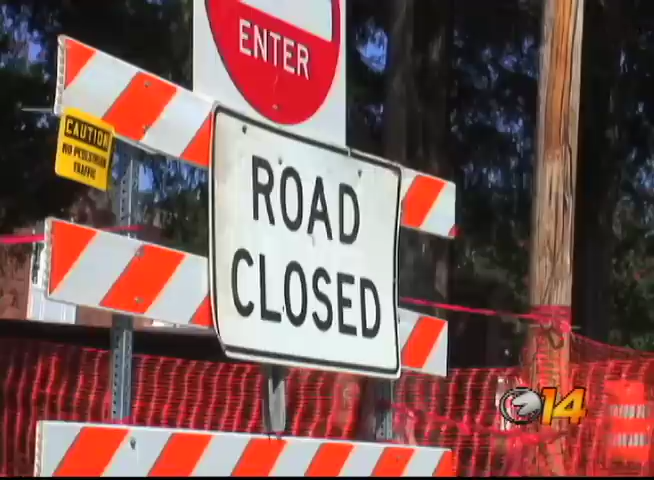 ENTER
CAUTION
NO PEDESTRIAN
TRAFFIC
ROAD
CLOSED
14